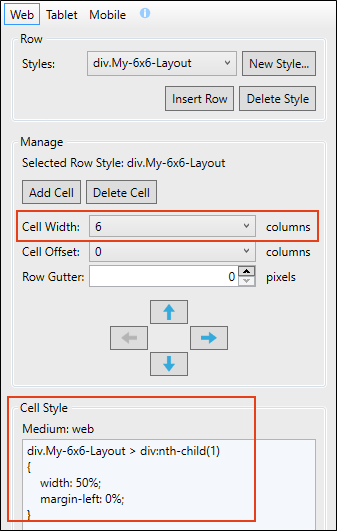 Web Tablet Mobile i
Row
Styles: div.My-6x6-Layout New Style...
Insert Row Delete Style
Manage
Selected Row Style: div.My-6x6-Layout
Add Cell Delete Cell
Cell Width: 6 columns
Cell Offset: 0 columns
Row Gutter: 0 pixels
Cell Style
Medium: web
div.My-6x6-Layout > div:nth-child(1)
{
width: 50%;
margin-left: 0%;
}